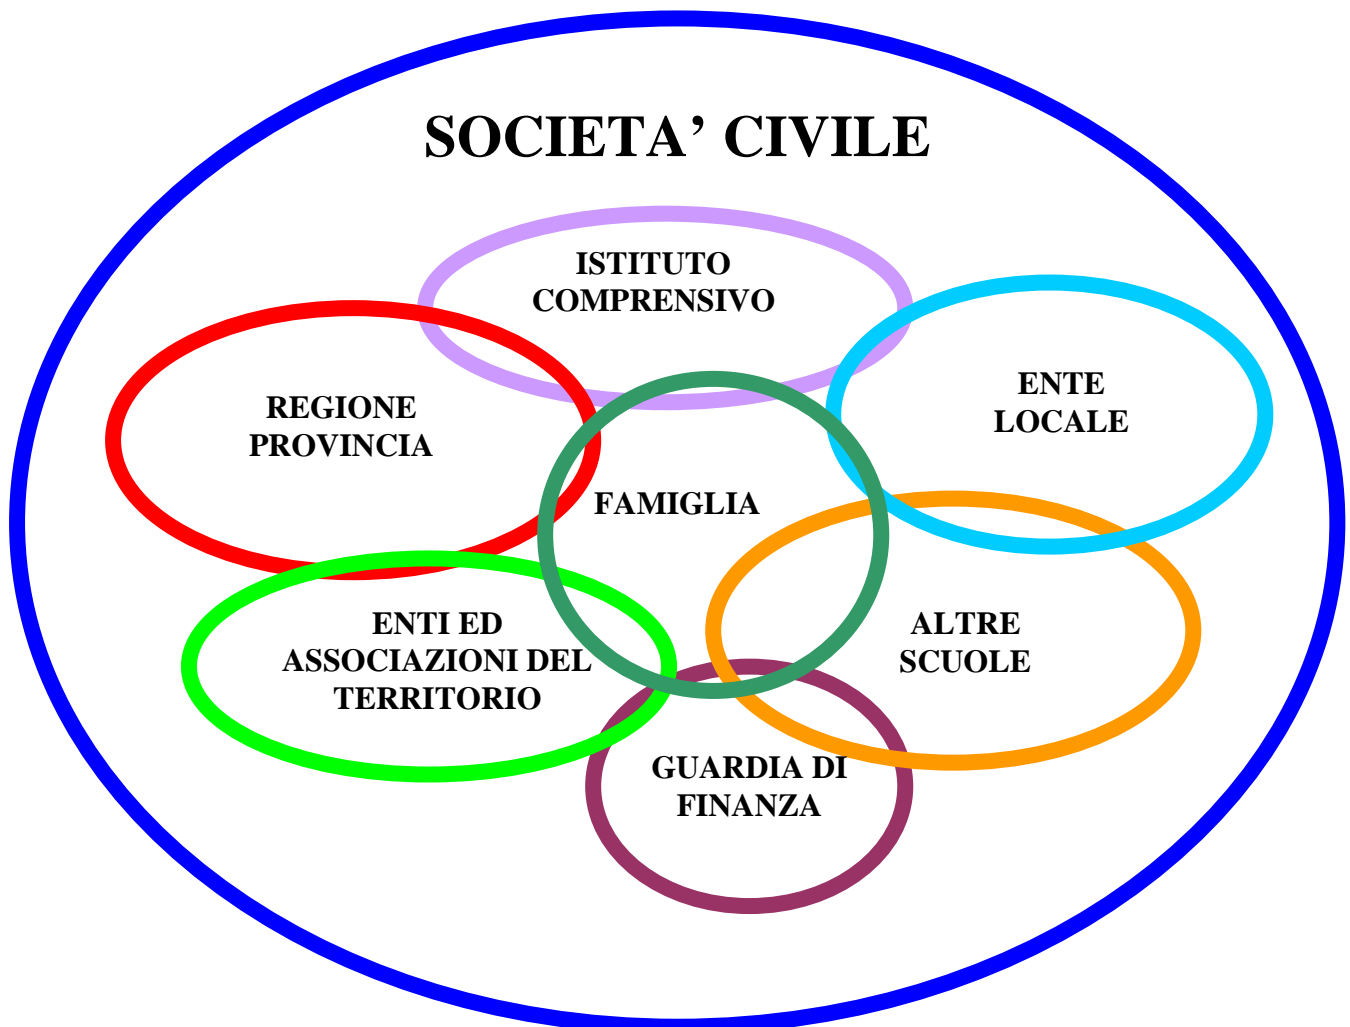 SOCIETA’ CIVILE
ISTITUTO
COMPRENSIVO
ENTE
LOCALE
REGIONE
PROVINCIA
FAMIGLIA
ENTI ED
ASSOCIAZIONI DEL
TERRITORIO
ALTRE
SCUOLE
GUARDIA DI
FINANZA